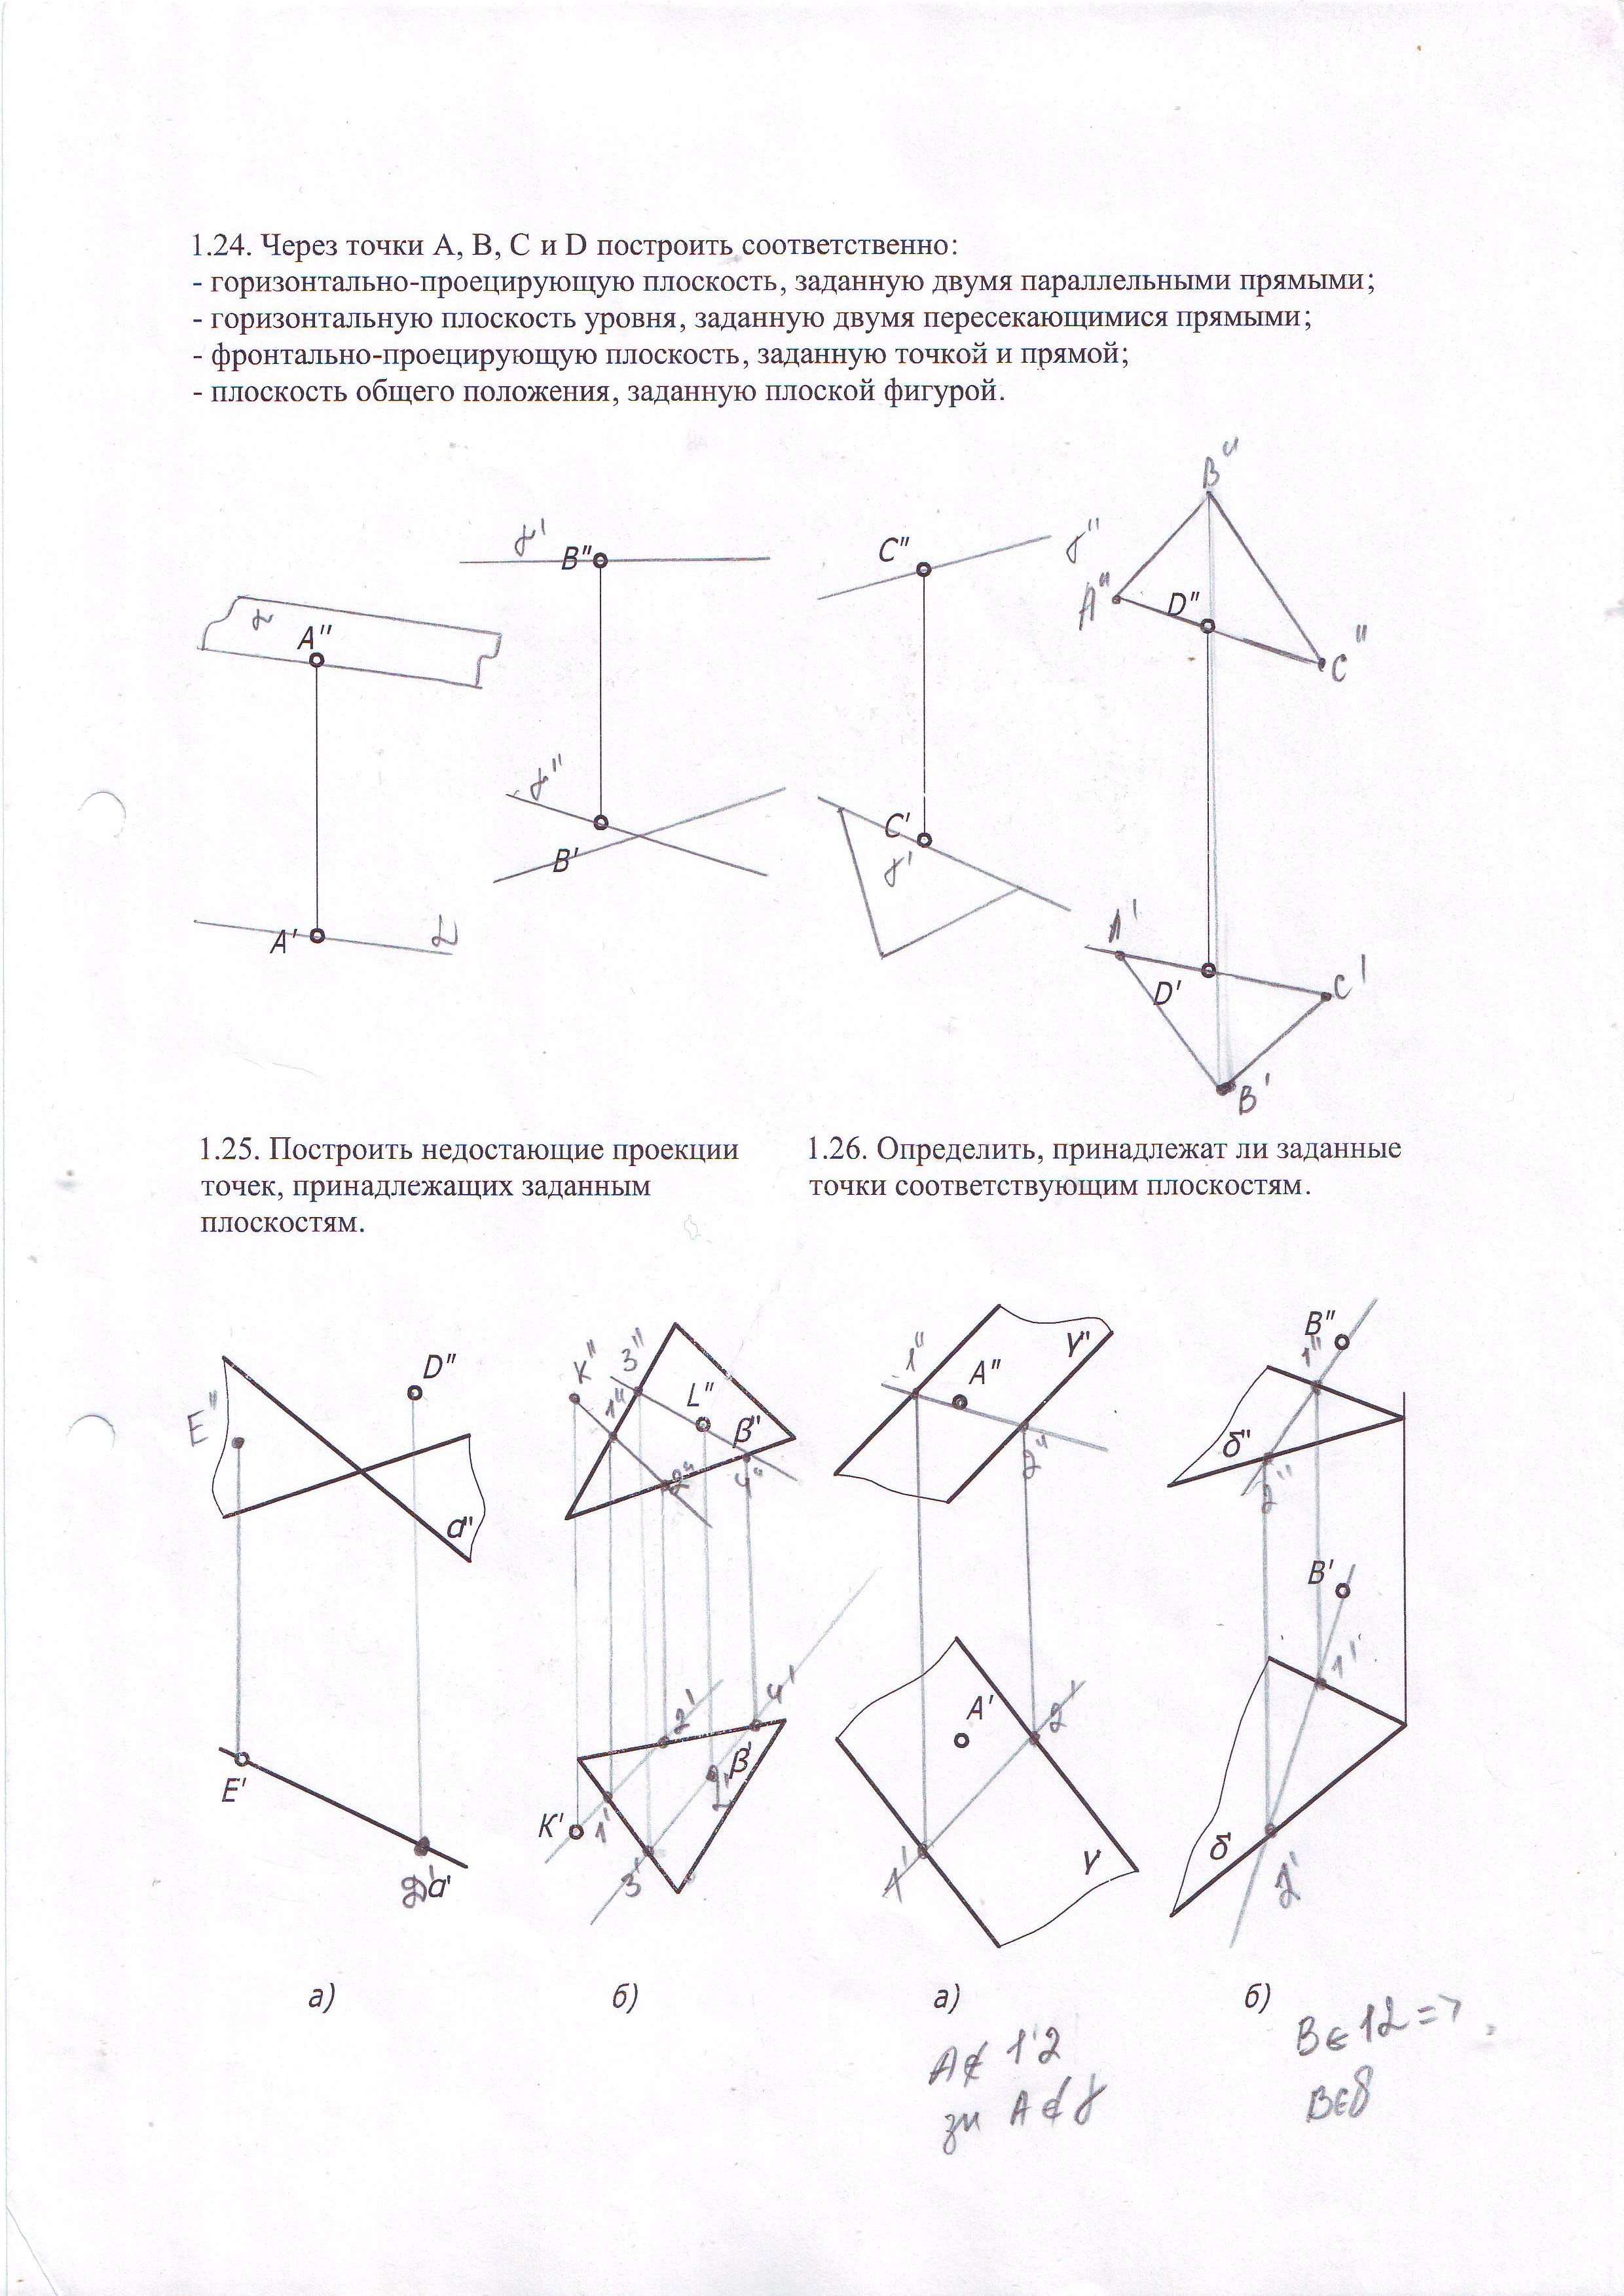 1.24. Через точки A, B, C и D построить соответственно:
- горизонтально-проецирующую плоскость, заданную двумя параллельными прямыми;
- горизонтальную плоскость уровня, заданную двумя пересекающимися прямыми;
- фронтально-проецирующую плоскость, заданную точкой и прямой;
- плоскость общего положения, заданную плоской фигурой.
B"
γ'
B"
C"
γ"
A"
D"
α
A"
C"
γ"
C'
B'
γ'
A'
α
A'
C'
D'
B'
1.25. Построить недостающие проекции
точек, принадлежащих заданным
плоскостям.
1.26. Определить, принадлежат ли заданные
точки соответствующим плоскостям.
D"
E"
α"
E'
D'
α'
K"
3"
1"
L"
β"
2"
4"
2'
4'
β'
L'
K'
1'
3'
1"
A"
γ"
2"
A'
2'
1'
γ'
B"
1"
δ"
2"
B'
1'
δ
2'
а)
б)
а)
б)
A∉12
зн A∉γ
B∈12=>
B∈δ